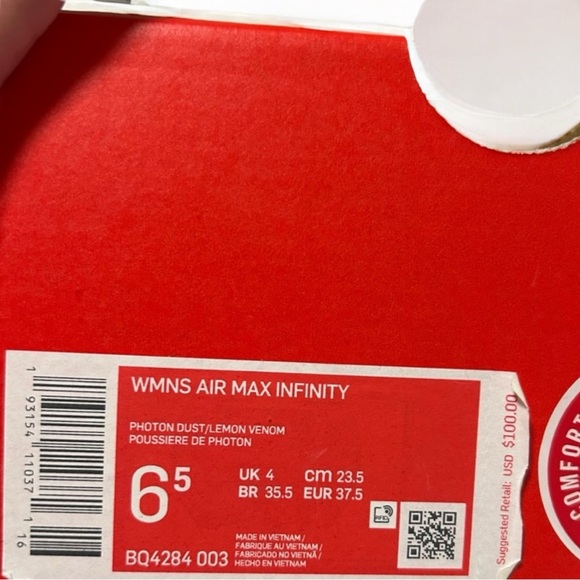 WMNS AIR MAX INFINITY
PHOTON DUST/LEMON VENOM
POUSSIERE DE PHOTON
6⁵
UK 4 cm 23.5
BR 35.5 EUR 37.5
RFID
MADE IN VIETNAM /
FABRIQUE AU VIETNAM /
FABRICADO NO VIETNÃ /
HECHO EN VIETNAM
BQ4284 003
1 93154 11037 1 16
Suggested Retail: USD $100.00
COMFORT